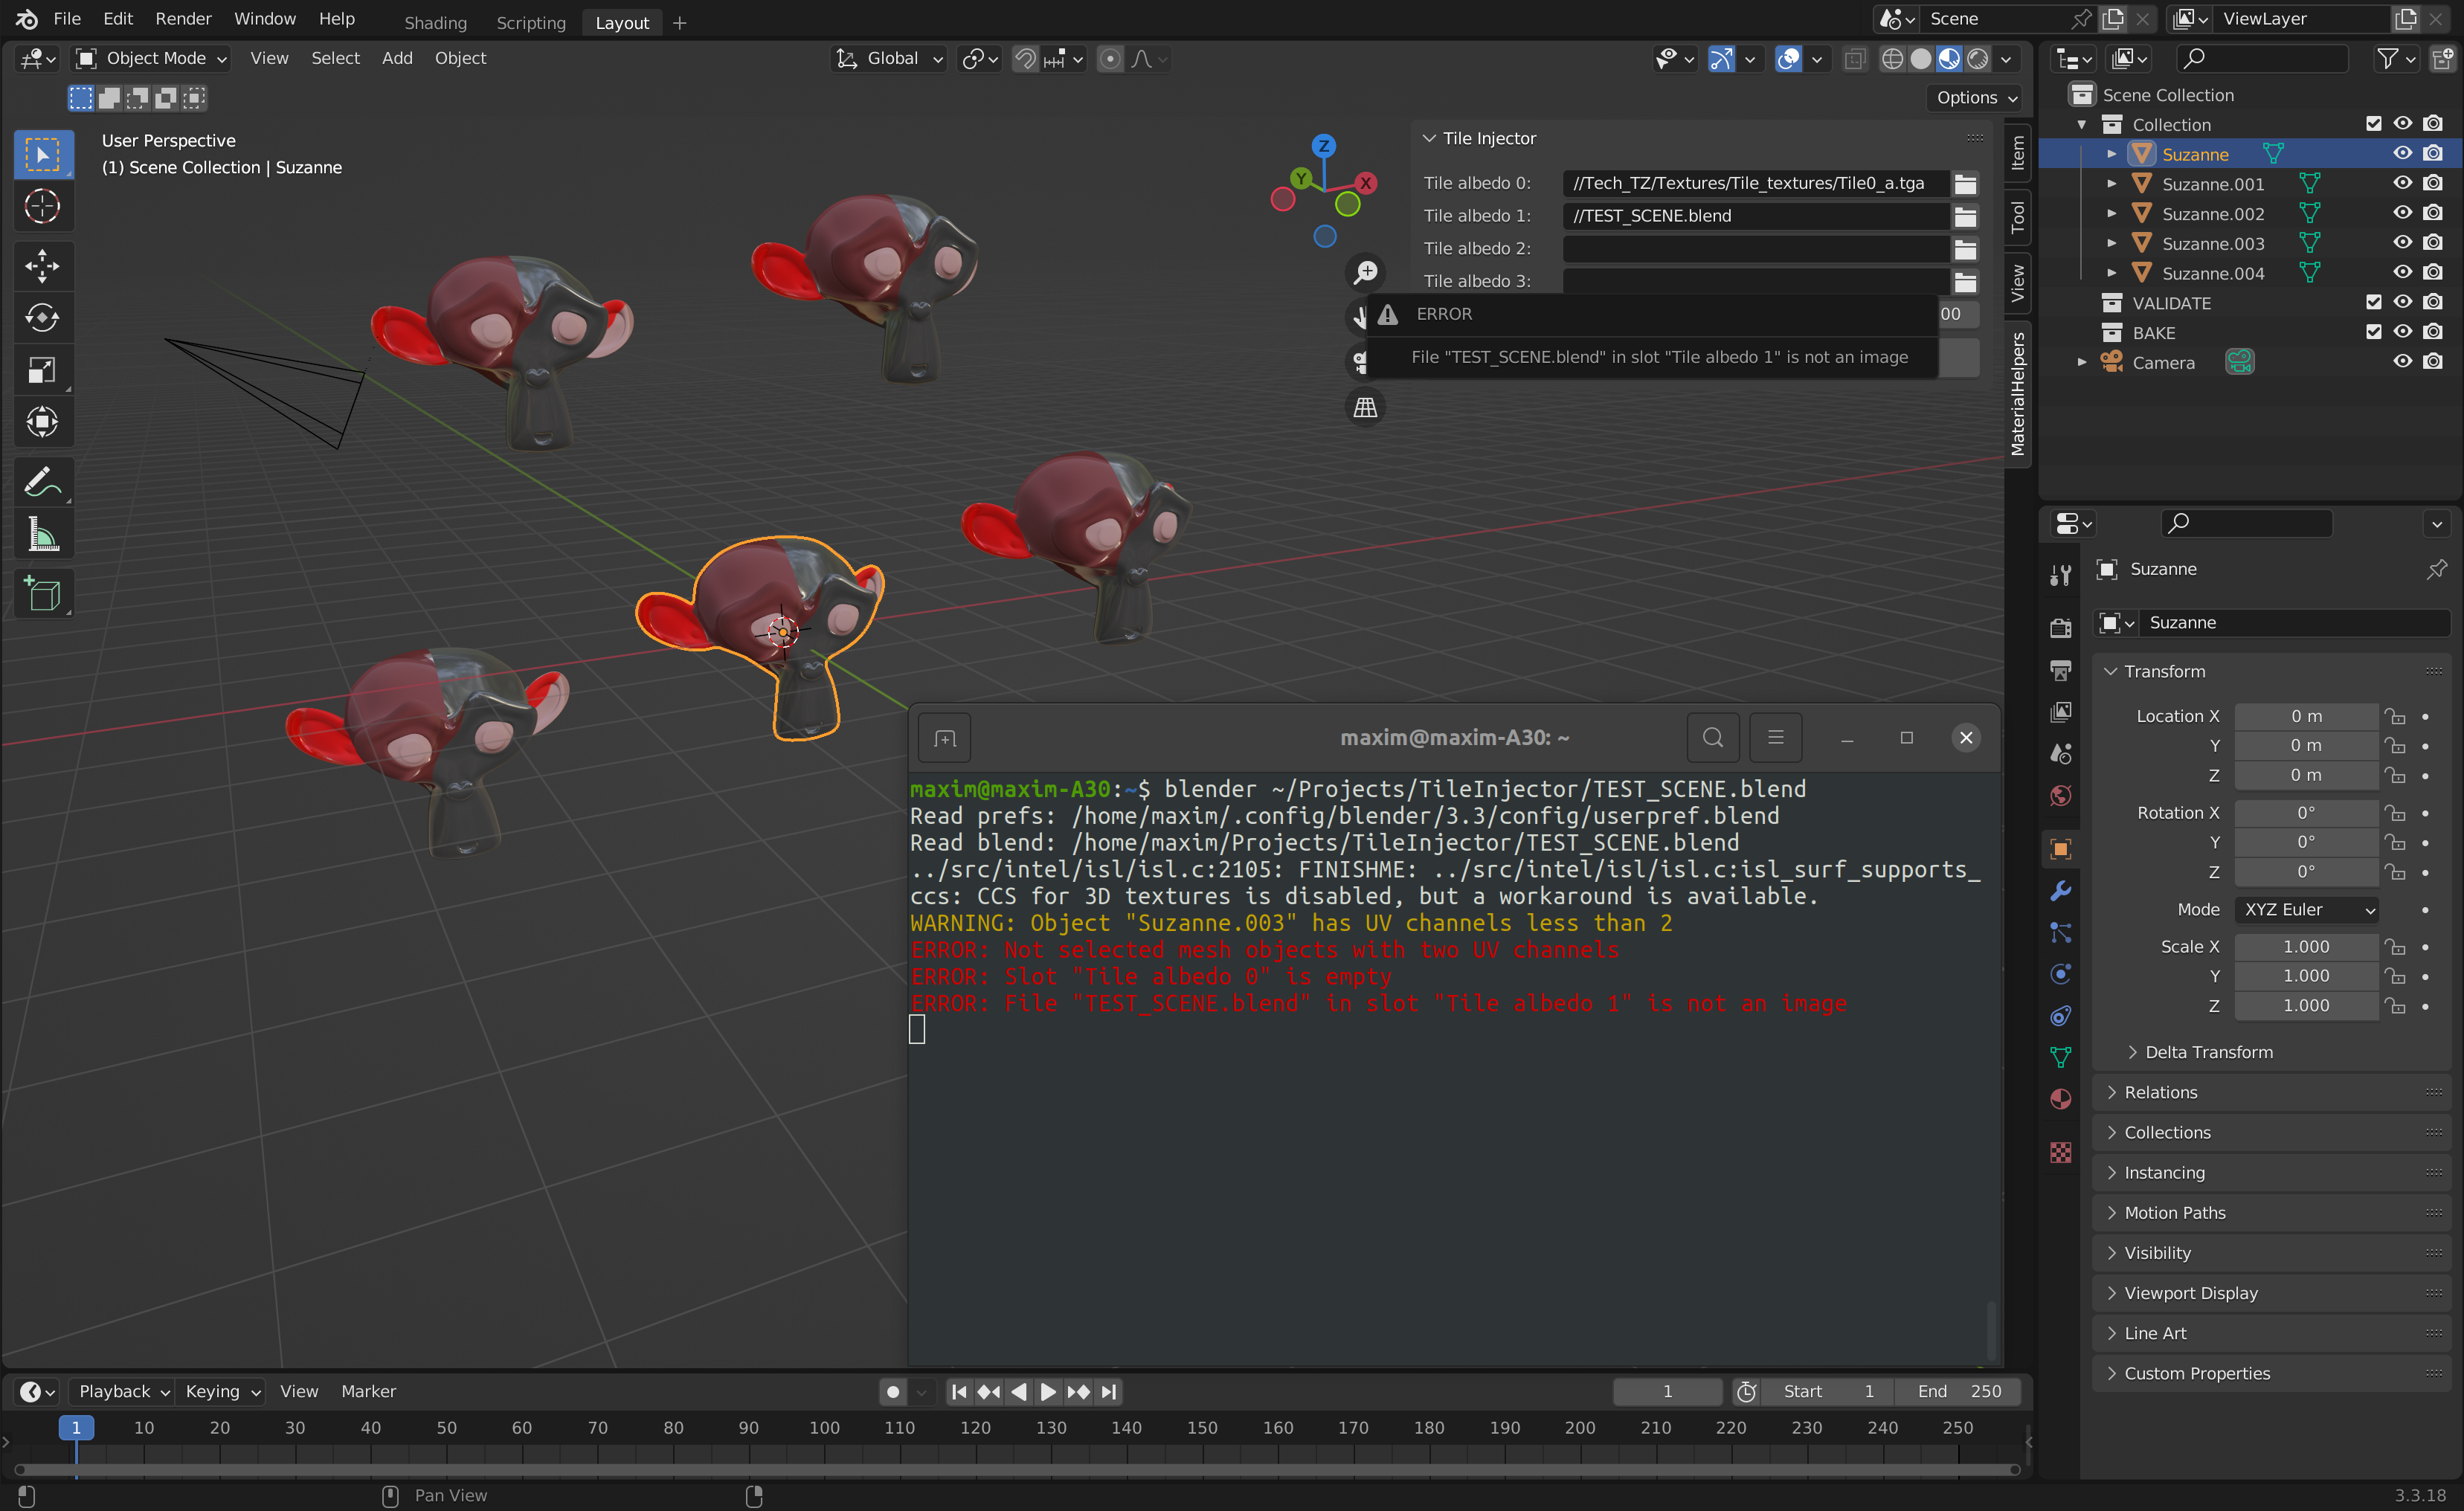 File Edit Render Window Help Shading Scripting Layout Scene ViewLayer
Object Mode View Select Add Object Global
Options
User Perspective
(1) Scene Collection | Suzanne
Z
Y X
Tile Injector
Tile albedo 0: //Tech_TZ/Textures/Tile_textures/Tile0_a.tga
Tile albedo 1: //TEST_SCENE.blend
Tile albedo 2:
Tile albedo 3:
00
ERROR
File "TEST_SCENE.blend" in slot "Tile albedo 1" is not an image
Item
Tool
View
MaterialHelpers
Scene Collection
Collection
Suzanne
Suzanne.001
Suzanne.002
Suzanne.003
Suzanne.004
VALIDATE
BAKE
Camera
Suzanne
Suzanne
Transform
Location X 0 m
Y 0 m
Z 0 m
Rotation X 0°
Y 0°
Z 0°
Mode XYZ Euler
Scale X 1.000
Y 1.000
Z 1.000
Delta Transform
Relations
Collections
Instancing
Motion Paths
Visibility
Viewport Display
Line Art
Custom Properties
maxim@maxim-A30: ~
maxim@maxim-A30:~$ blender ~/Projects/TileInjector/TEST_SCENE.blend
Read prefs: /home/maxim/.config/blender/3.3/config/userpref.blend
Read blend: /home/maxim/Projects/TileInjector/TEST_SCENE.blend
../src/intel/isl/isl.c:2105: FINISHME: ../src/intel/isl/isl.c:isl_surf_supports_
ccs: CCS for 3D textures is disabled, but a workaround is available.
WARNING: Object "Suzanne.003" has UV channels less than 2
ERROR: Not selected mesh objects with two UV channels
ERROR: Slot "Tile albedo 0" is empty
ERROR: File "TEST_SCENE.blend" in slot "Tile albedo 1" is not an image
Playback Keying View Marker 1 Start 1 End 250
1 10 20 30 40 50 60 70 80 90 100 110 120 130 140 150 160 170 180 190 200 210 220 230 240 250
Pan View 3.3.18